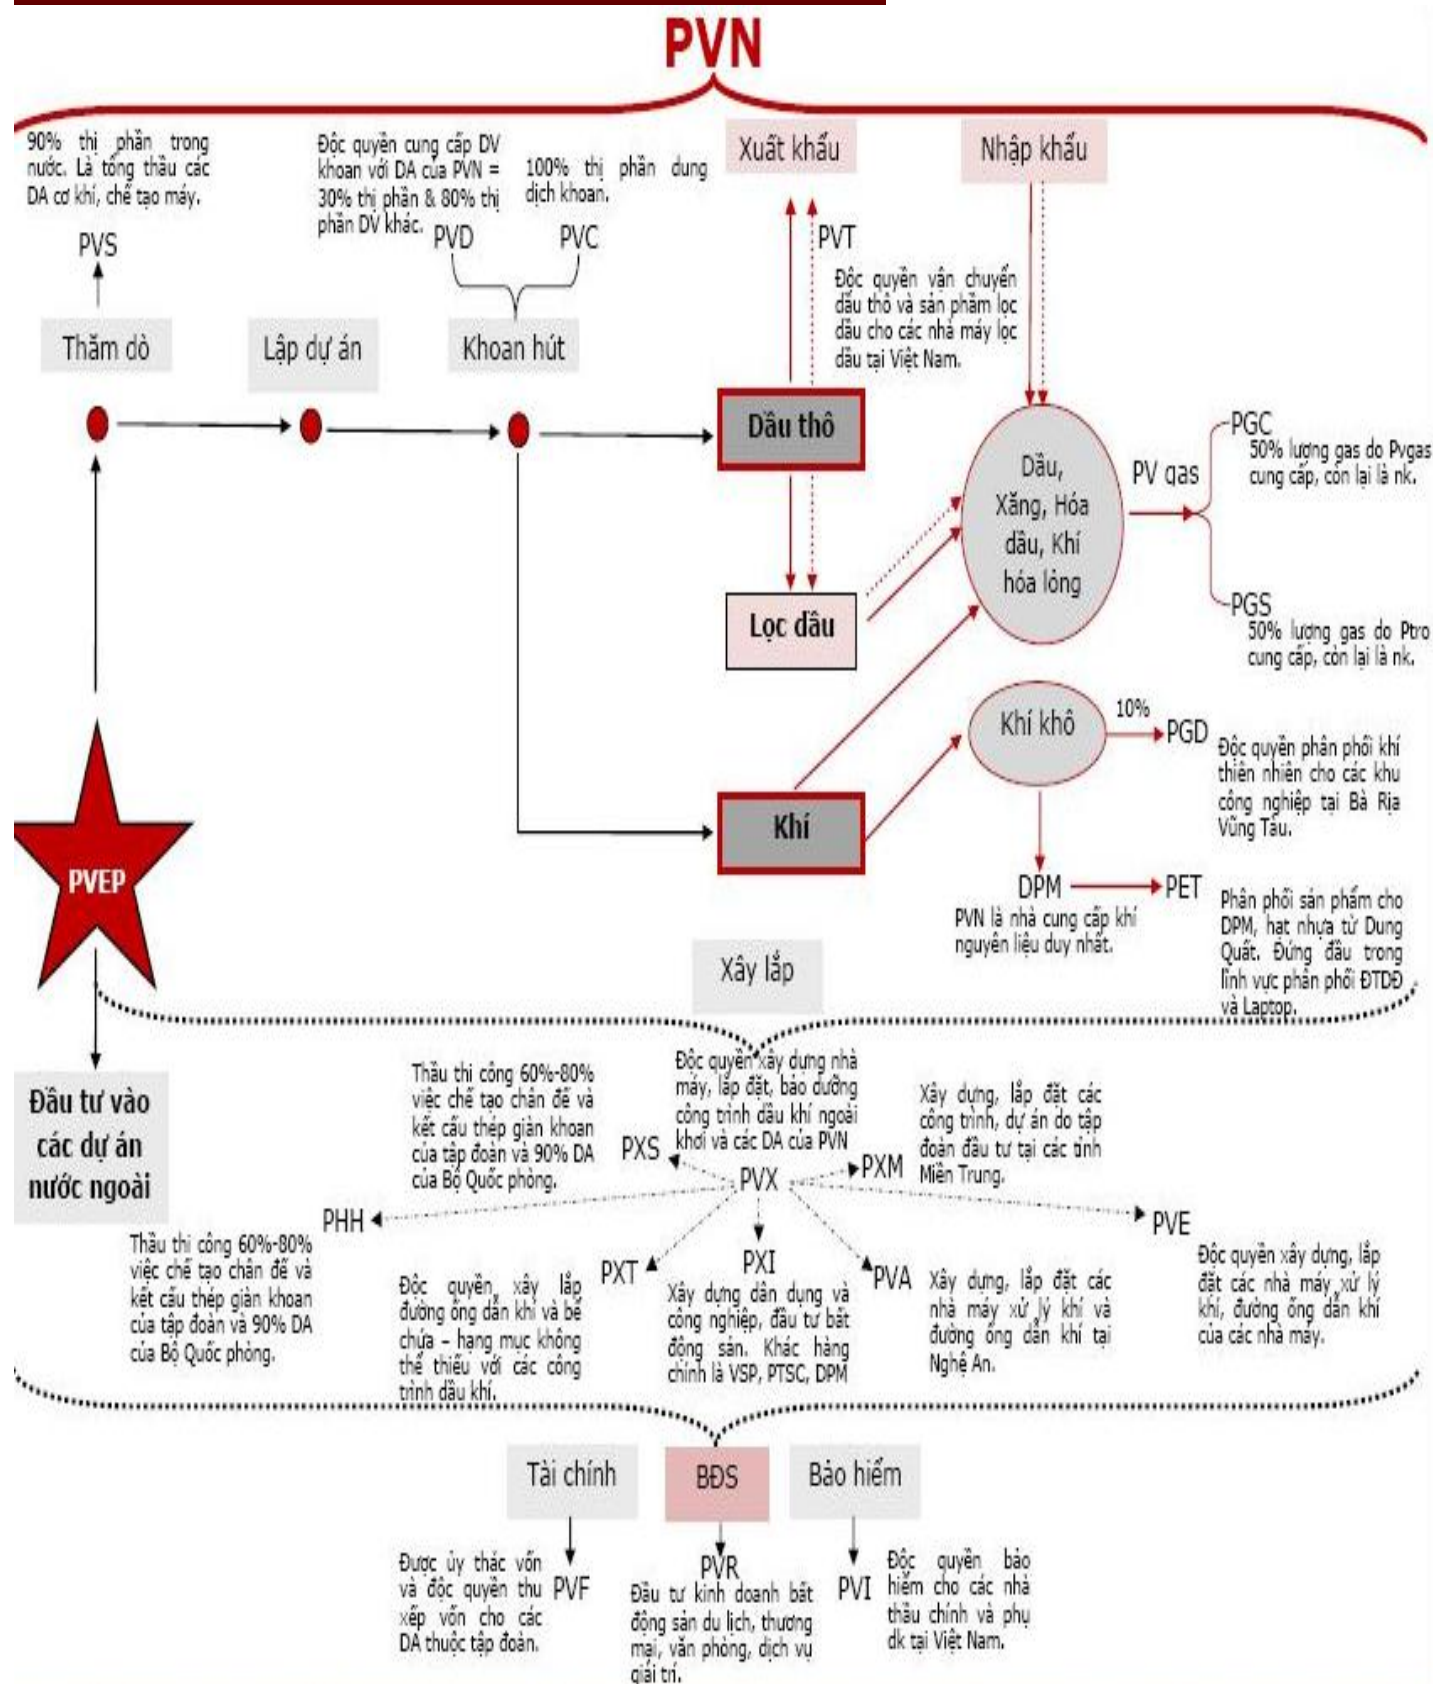 PVN
90% thị phần trong
nước. Là tổng thầu các
DA cơ khí, chế tạo máy.
PVS
Độc quyền cung cấp DV
khoan với DA của PVN =
30% thị phần & 80% thị
phần DV khác.
PVD
100% thị phần dung
dịch khoan.
PVC
Xuất khẩu
Nhập khẩu
PVT
Độc quyền vận chuyển
dầu thô và sản phẩm lọc
dầu cho các nhà máy lọc
dầu tại Việt Nam.
Thăm dò
Lập dự án
Khoan hút
Dầu thô
Dầu,
Xăng, Hóa
dầu, Khí
hóa lỏng
PV gas
PGC
50% lượng gas do Pvgas
cung cấp, còn lại là nk.
Lọc dầu
PGS
50% lượng gas do Ptro
cung cấp, còn lại là nk.
Khí khô
10%
PGD
Độc quyền phân phối khí
thiên nhiên cho các khu
công nghiệp tại Bà Rịa
Vũng Tàu.
Khí
PVEP
DPM
PVN là nhà cung cấp khí
nguyên liệu duy nhất.
PET
Phân phối sản phẩm cho
DPM, hạt nhựa từ Dung
Quất. Đứng đầu trong
lĩnh vực phân phối ĐTDĐ
và Laptop.
Xây lắp
Đầu tư vào
các dự án
nước ngoài
Thầu thi công 60%-80%
việc chế tạo chân đế và
kết cấu thép giàn khoan
của tập đoàn và 90% DA
của Bộ Quốc phòng.
PXS
Độc quyền xây dựng nhà
máy, lắp đặt, bảo dưỡng
công trình dầu khí ngoài
khơi và các DA của PVN
PVX
PXM
Xây dựng, lắp đặt các
công trình, dự án do tập
đoàn đầu tư tại các tỉnh
Miền Trung.
PHH
Thầu thi công 60%-80%
việc chế tạo chân đế và
kết cấu thép giàn khoan
của tập đoàn và 90% DA
của Bộ Quốc phòng.
PXT
Độc quyền xây lắp
đường ống dẫn khí và bể
chứa – hạng mục không
thể thiếu với các công
trình dầu khí.
PXI
Xây dựng dân dụng và
công nghiệp, đầu tư bất
động sản. Khác hàng
chính là VSP, PTSC, DPM
PVA
Xây dựng, lắp đặt các
nhà máy xử lý khí và
đường ống dẫn khí tại
Nghệ An.
PVE
Độc quyền xây dựng, lắp
đặt các nhà máy xử lý
khí, đường ống dẫn khí
của các nhà máy.
Tài chính
BĐS
Bảo hiểm
Được ủy thác vốn
và độc quyền thu
xếp vốn cho các
DA thuộc tập đoàn.
PVF
PVR
Đầu tư kinh doanh bất
động sản du lịch, thương
mại, văn phòng, dịch vụ
giải trí.
PVI
Độc quyền bảo
hiểm cho các nhà
thầu chính và phụ
dk tại Việt Nam.